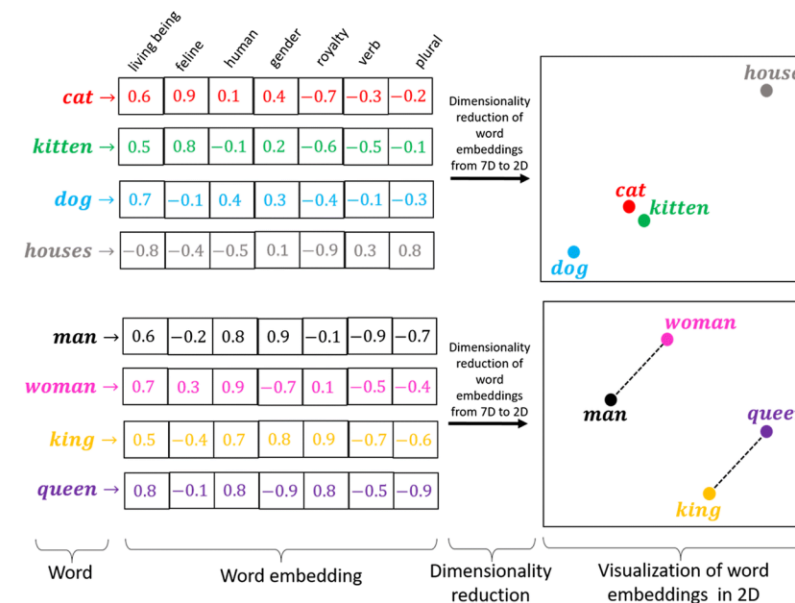 living being feline human gender royalty verb plural
cat → 0.6 0.9 0.1 0.4 −0.7 −0.3 −0.2
kitten → 0.5 0.8 −0.1 0.2 −0.6 −0.5 −0.1
dog → 0.7 −0.1 0.4 0.3 −0.4 −0.1 −0.3
houses → −0.8 −0.4 −0.5 0.1 −0.9 0.3 0.8
Dimensionality
reduction of
word
embeddings
from 7D to 2D
house
cat
kitten
dog
man → 0.6 −0.2 0.8 0.9 −0.1 −0.9 −0.7
woman → 0.7 0.3 0.9 −0.7 0.1 −0.5 −0.4
king → 0.5 −0.4 0.7 0.8 0.9 −0.7 −0.6
queen → 0.8 −0.1 0.8 −0.9 0.8 −0.5 −0.9
Dimensionality
reduction of
word
embeddings
from 7D to 2D
woman
man
queen
king
Word
Word embedding
Dimensionality
reduction
Visualization of word
embeddings in 2D